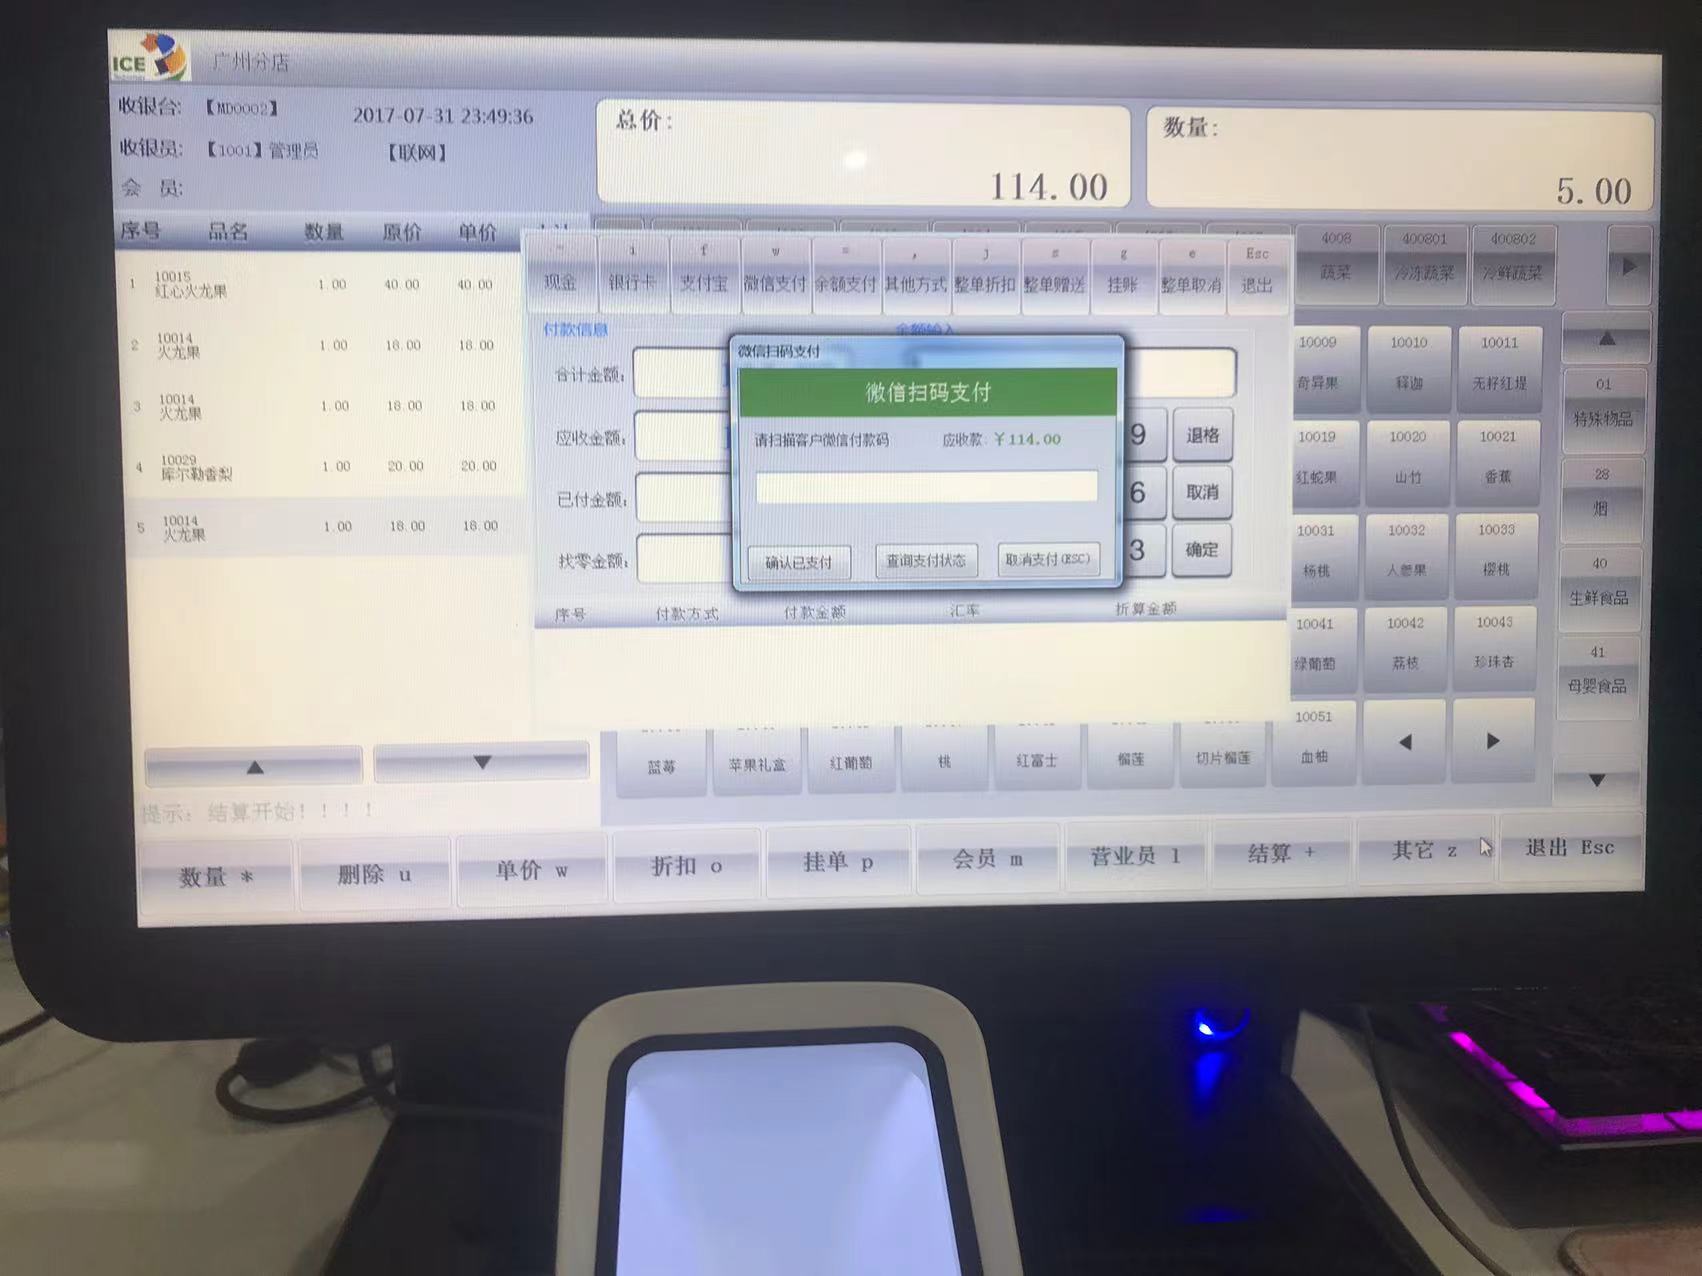 ICE
广州分店
收银台: 【MD0002】 2017-07-31 23:49:36
收银员: 【1001】管理员 【联网】
会 员:
总价:
114.00
数量:
5.00
序号 品名 数量 原价 单价
1 10015 红心火龙果 1.00 40.00 40.00
2 10014 火龙果 1.00 18.00 18.00
3 10014 火龙果 1.00 18.00 18.00
4 10029 库尔勒香梨 1.00 20.00 20.00
5 10014 火龙果 1.00 18.00 18.00
i f w = , j s g e Esc
现金 银行卡 支付宝 微信支付 余额支付 其他方式 整单折扣 整单赠送 挂账 整单取消 退出
付款信息
合计金额:
应收金额:
已付金额:
找零金额:
微信扫码支付
微信扫码支付
请扫描客户微信付款码 应收款: ￥114.00
确认已支付 查询支付状态 取消支付(ESC)
9 退格
6 取消
3 确定
序号 付款方式 付款金额 汇率 折算金额
4008 400801 400802
蔬菜 冷冻蔬菜 冷鲜蔬菜
10009 10010 10011
奇异果 释迦 无籽红堤
10019 10020 10021
红蛇果 山竹 香蕉
10031 10032 10033
杨桃 人参果 樱桃
10041 10042 10043
绿葡萄 荔枝 珍珠杏
10051
蓝莓 苹果礼盒 红葡萄 桃 红富士 榴莲 切片榴莲 血柚
01
特殊物品
28
烟
40
生鲜食品
41
母婴食品
提示: 结算开始! ! ! !
数量 * 删除 u 单价 w 折扣 o 挂单 p 会员 m 营业员 l 结算 + 其它 z 退出 Esc